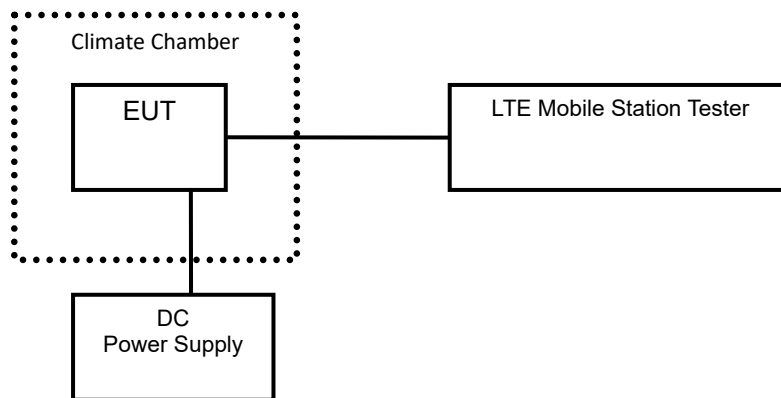 Climate Chamber
EUT
LTE Mobile Station Tester
DC
Power Supply